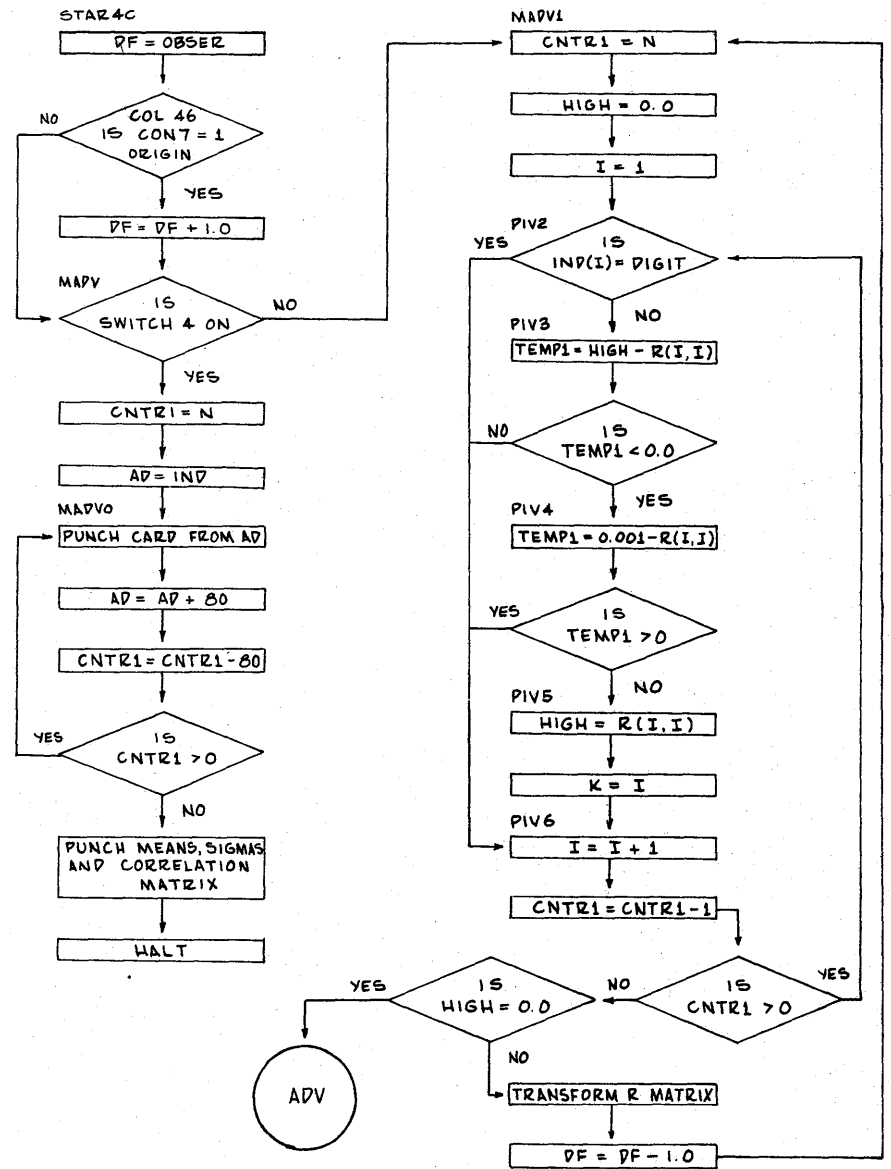 STAR4C
DF = OBSER
COL 46
IS CON7 = 1
ORIGIN
NO
YES
DF = DF + 1.0
MADV
IS
SWITCH 4 ON
NO
YES
CNTR1 = N
AD = IND
MADVO
PUNCH CARD FROM AD
AD = AD + 80
CNTR1 = CNTR1 - 80
YES
IS
CNTR1 > 0
NO
PUNCH MEANS, SIGMAS
AND CORRELATION
MATRIX
HALT
MADV1
CNTR1 = N
HIGH = 0.0
I = 1
PIV2
YES
IS
IND(I) = DIGIT
NO
PIV3
TEMP1 = HIGH - R(I,I)
NO
IS
TEMP1 < 0.0
YES
PIV4
TEMP1 = 0.001 - R(I,I)
YES
IS
TEMP1 > 0
NO
PIV5
HIGH = R(I,I)
K = I
PIV6
I = I + 1
CNTR1 = CNTR1 - 1
YES
IS
HIGH = 0.0
NO
IS
CNTR1 > 0
YES
ADV
NO
TRANSFORM R MATRIX
DF = DF - 1.0